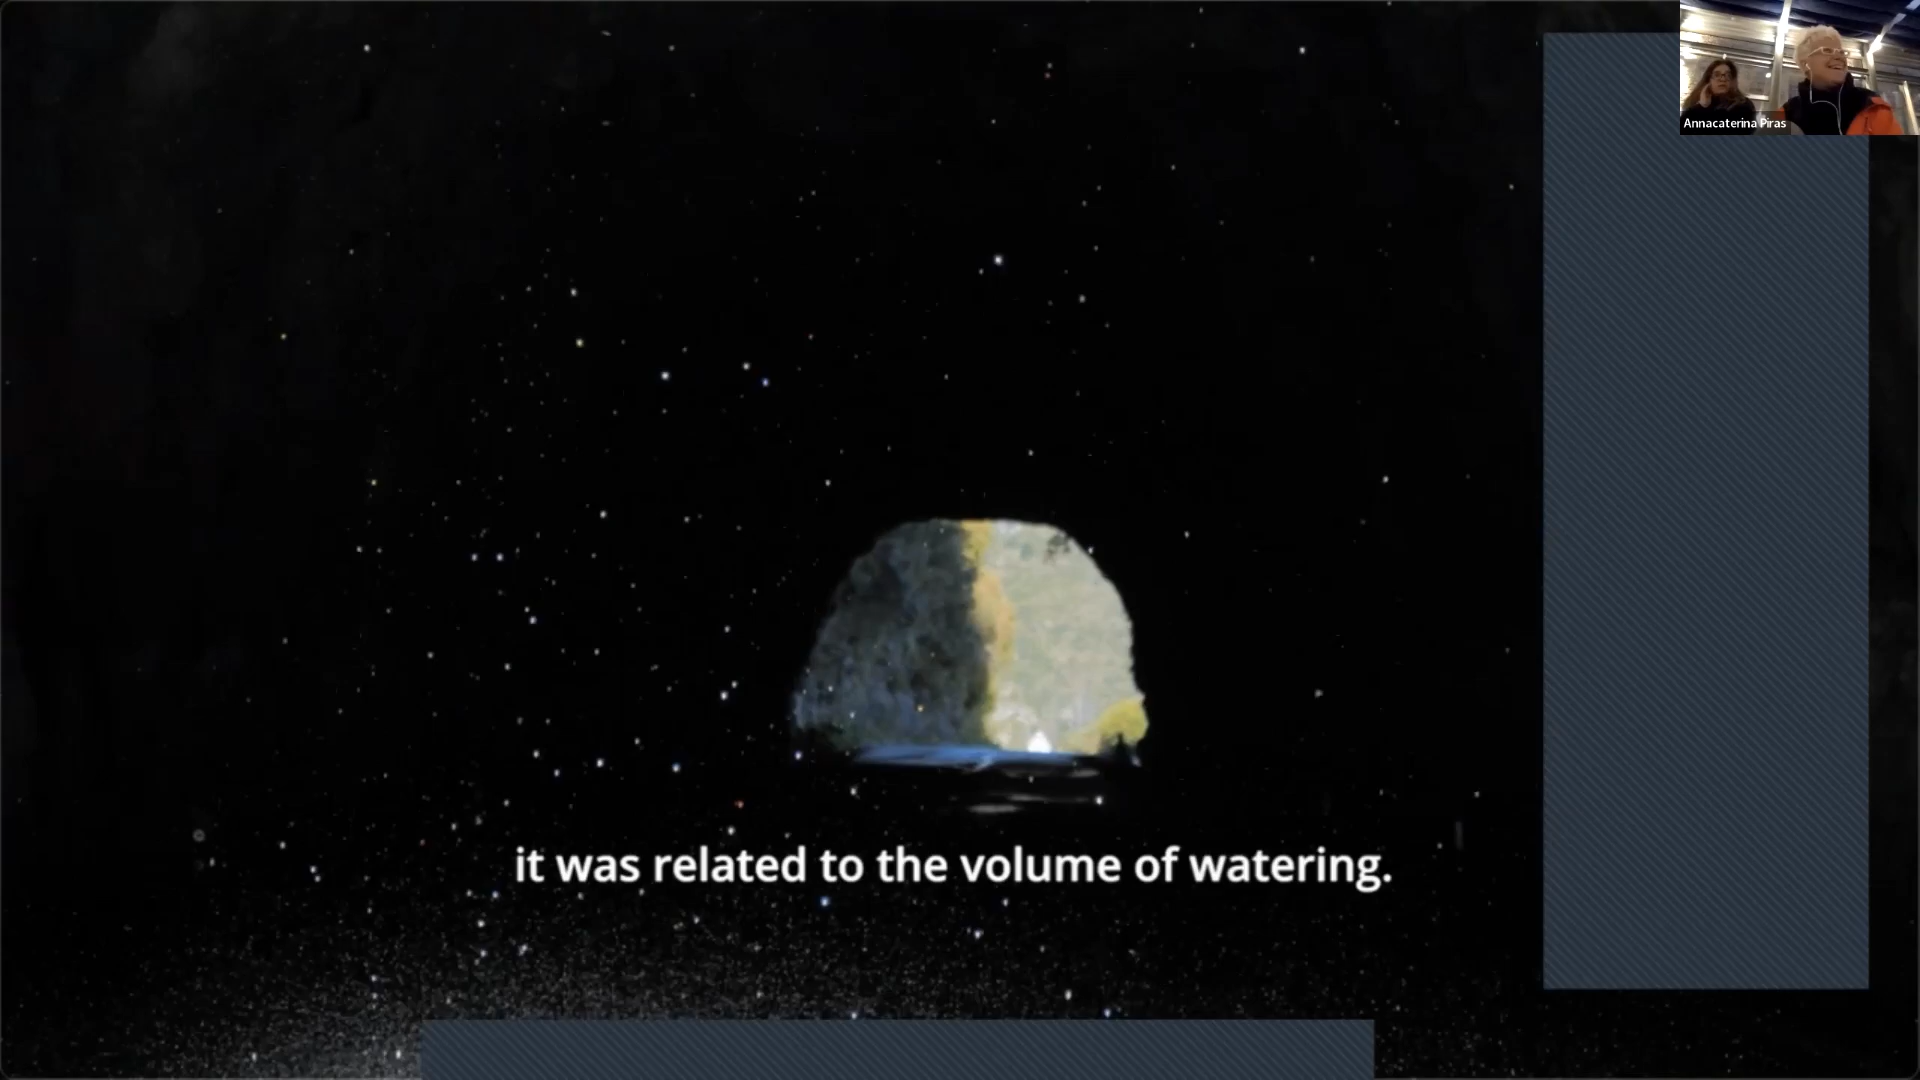 Annacaterina Piras
it was related to the volume of watering.